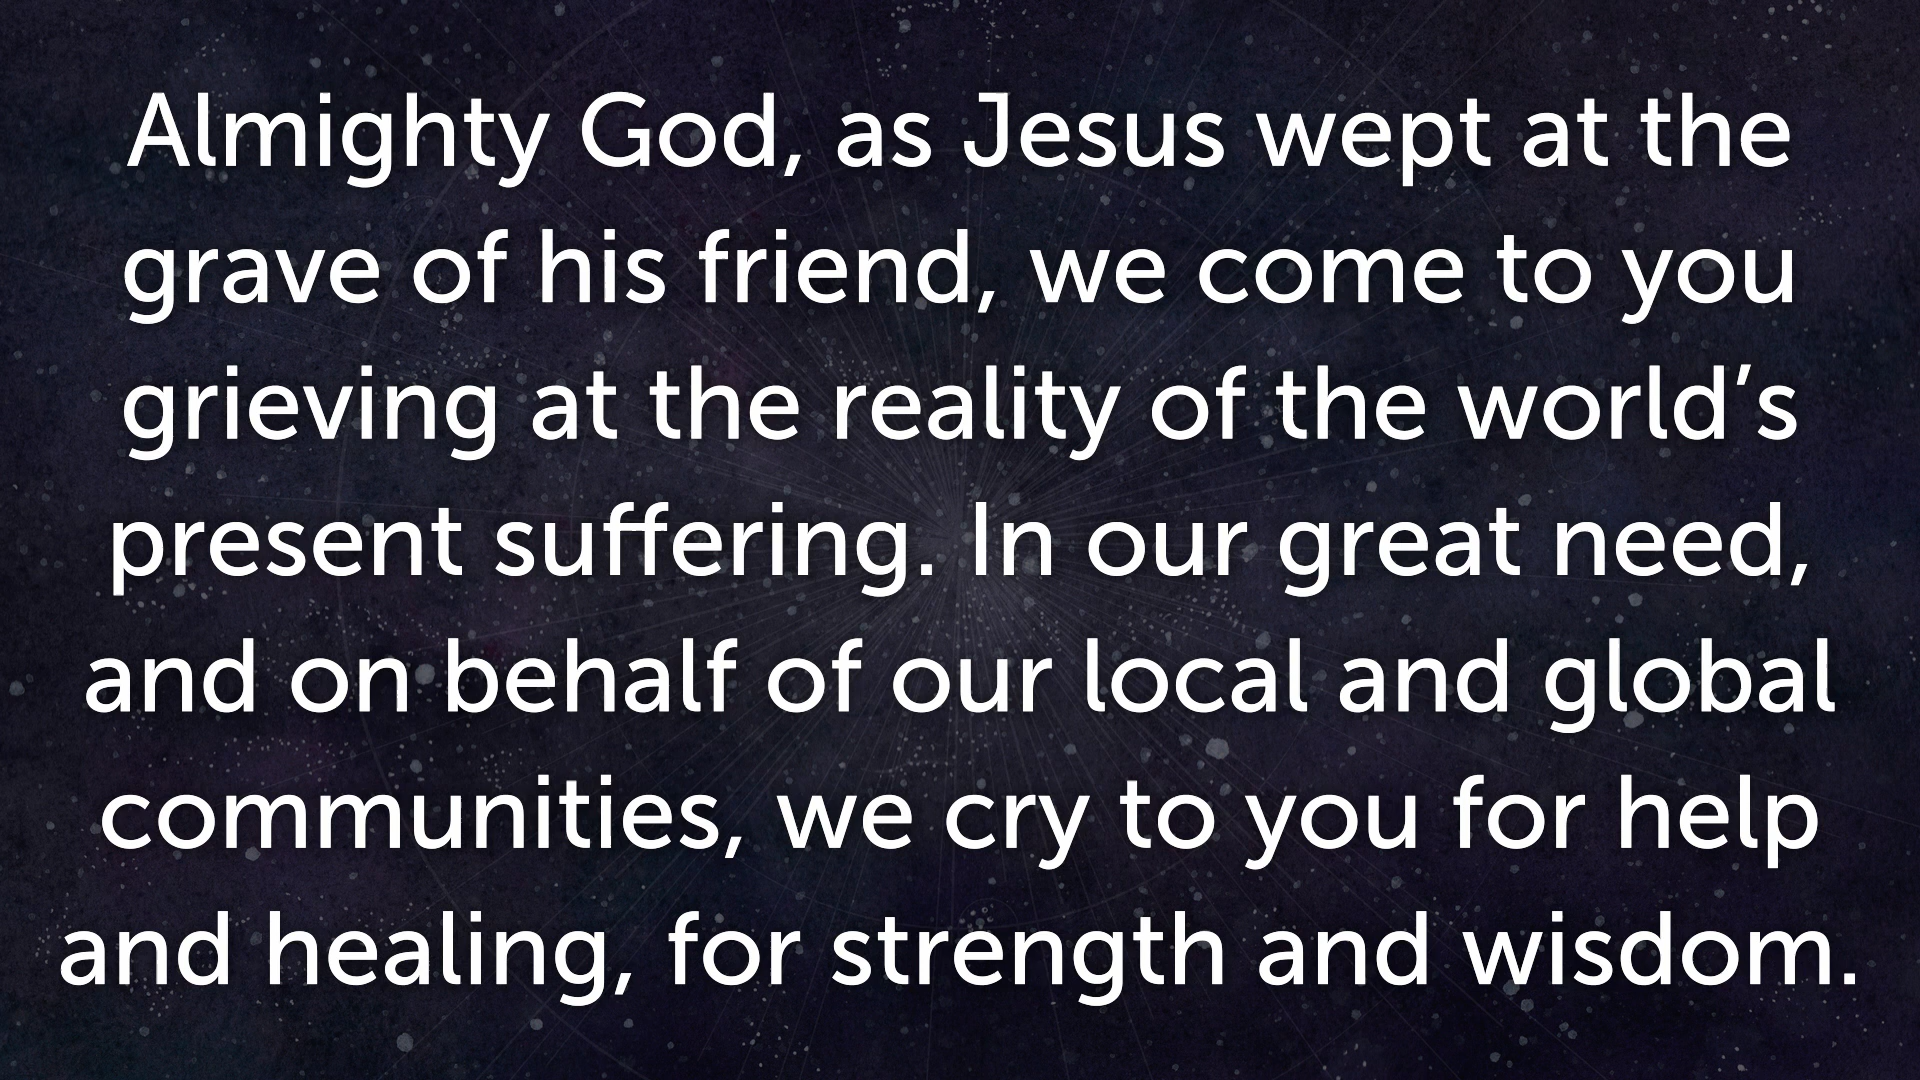 Almighty God, as Jesus wept at the
grave of his friend, we come to you
grieving at the reality of the world’s
present suffering. In our great need,
and on behalf of our local and global
communities, we cry to you for help
and healing, for strength and wisdom.